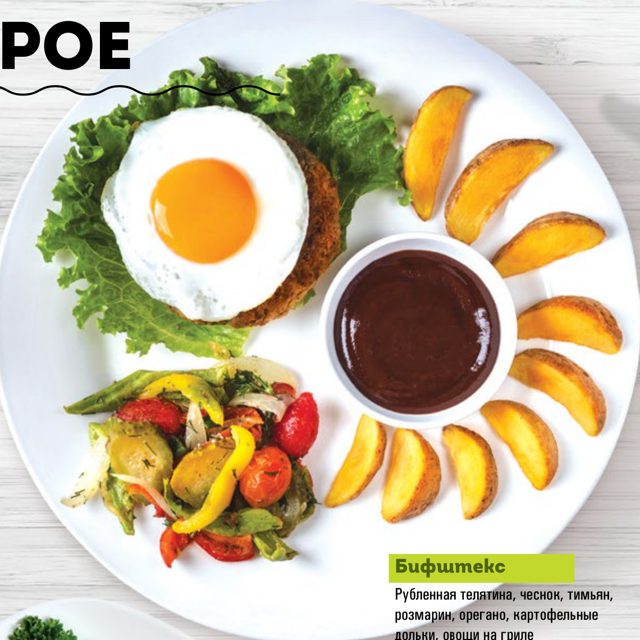 РОЕ
Бифштекс
Рубленная телятина, чеснок, тимьян,
розмарин, орегано, картофельные
дольки, овощи на гриле